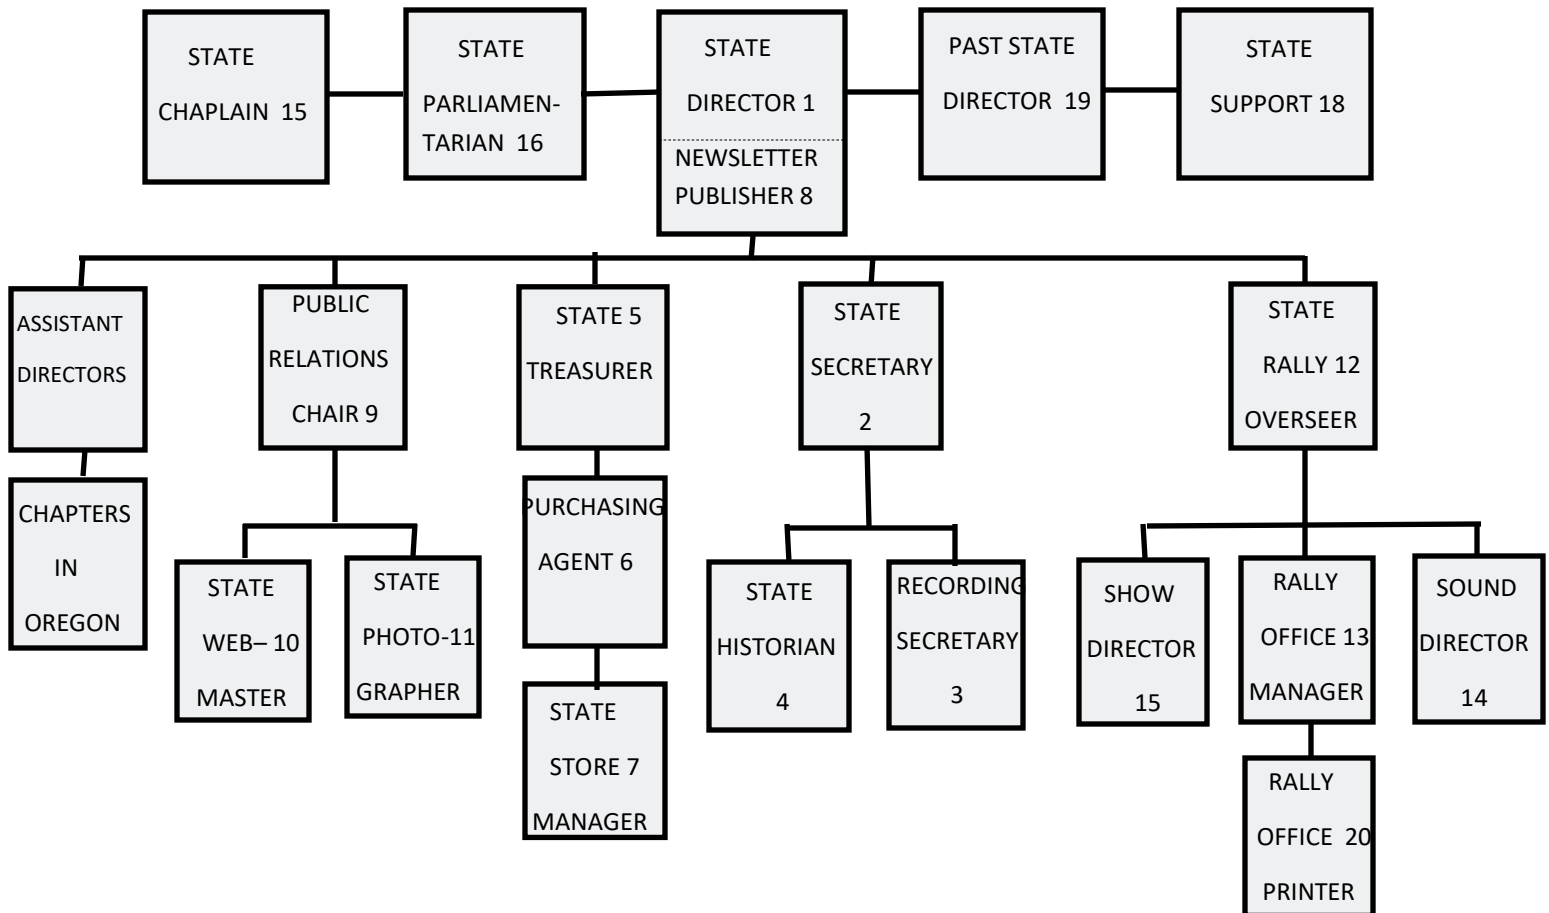 STATE
CHAPLAIN 15
STATE
PARLIAMEN-
TARIAN 16
STATE
DIRECTOR 1
NEWSLETTER
PUBLISHER 8
PAST STATE
DIRECTOR 19
STATE
SUPPORT 18
ASSISTANT
DIRECTORS
CHAPTERS
IN
OREGON
PUBLIC
RELATIONS
CHAIR 9
STATE
WEB– 10
MASTER
STATE
PHOTO-11
GRAPHER
STATE 5
TREASURER
PURCHASING
AGENT 6
STATE
STORE 7
MANAGER
STATE
SECRETARY
2
STATE
HISTORIAN
4
RECORDING
SECRETARY
3
STATE
RALLY 12
OVERSEER
SHOW
DIRECTOR
15
RALLY
OFFICE 13
MANAGER
RALLY
OFFICE 20
PRINTER
SOUND
DIRECTOR
14